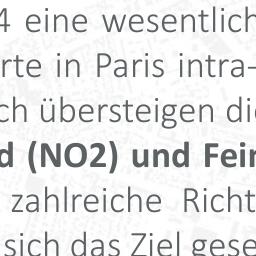 4 eine wesentlich
rte in Paris intra-
ch übersteigen die
d (NO2) und Fein
zahlreiche Richt
sich das Ziel gese